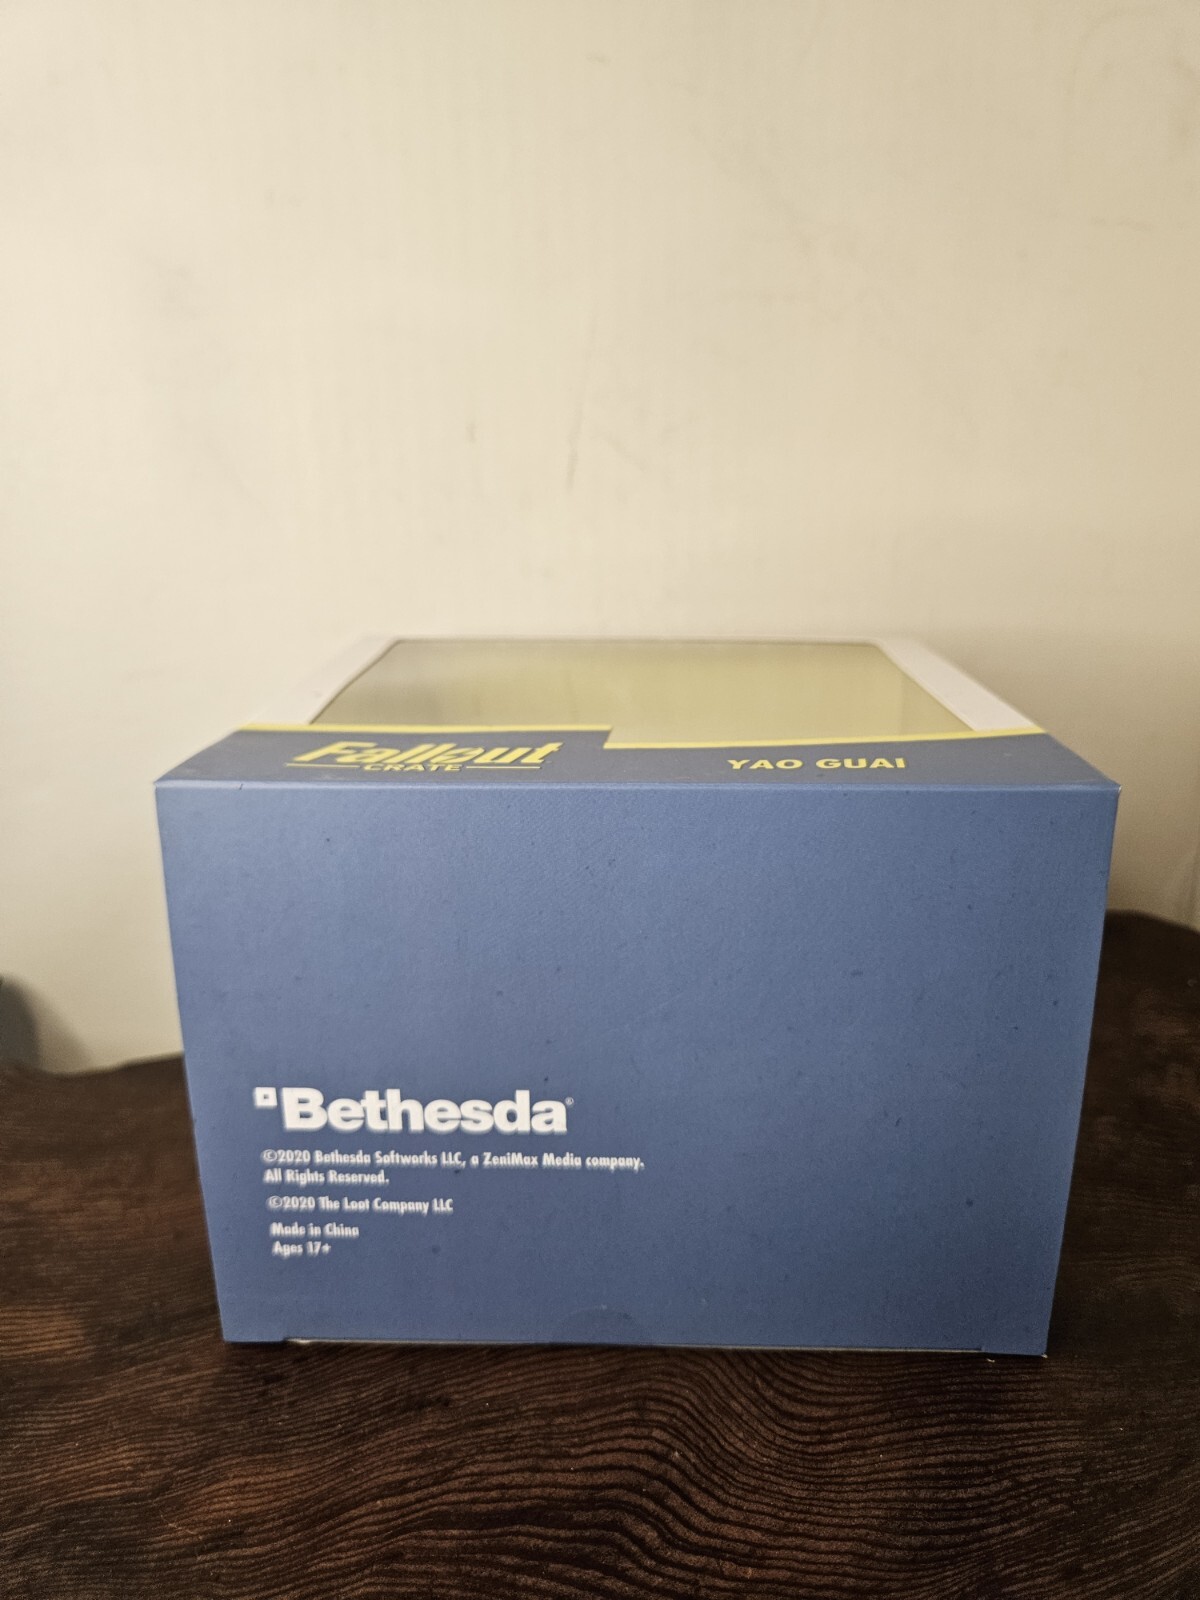 Fallout
CRATE
YAO GUAI
Bethesda®
©2020 Bethesda Softworks LLC, a ZeniMax Media company.
All Rights Reserved.
©2020 The Loot Company LLC
Made in China
Ages 17+